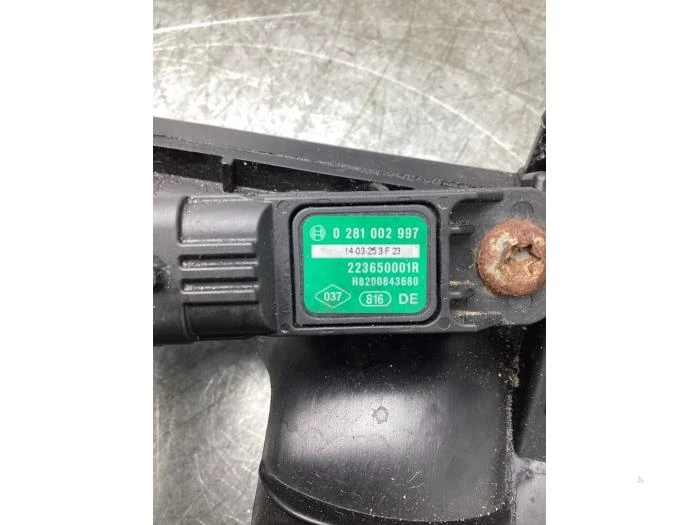 0 281 002 997
14-03-25 3 F 23
223650001R
H8200843680
037 816 DE